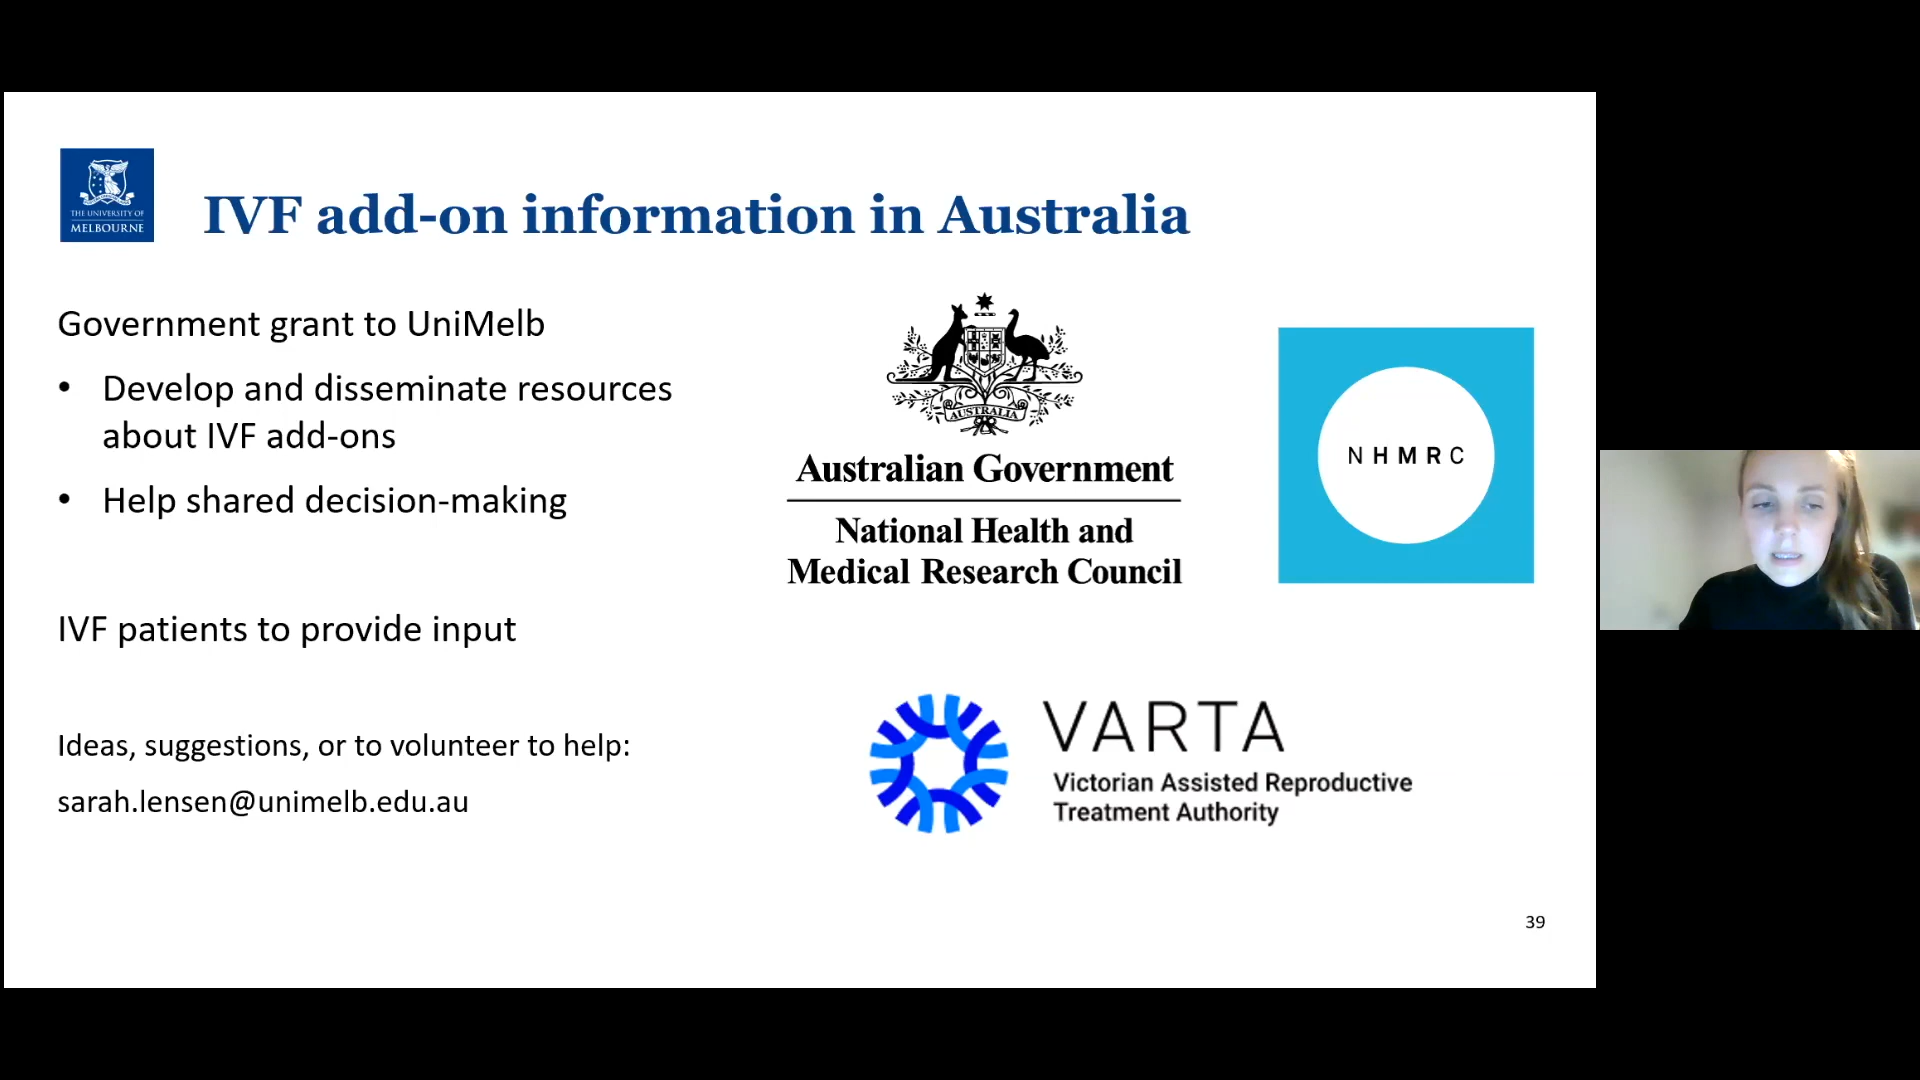 THE UNIVERSITY OF
MELBOURNE
IVF add-on information in Australia
Government grant to UniMelb
• Develop and disseminate resources
about IVF add-ons
• Help shared decision-making
IVF patients to provide input
Ideas, suggestions, or to volunteer to help:
sarah.lensen@unimelb.edu.au
AUSTRALIA
Australian Government
National Health and
Medical Research Council
NHMRC
VARTA
Victorian Assisted Reproductive
Treatment Authority
39